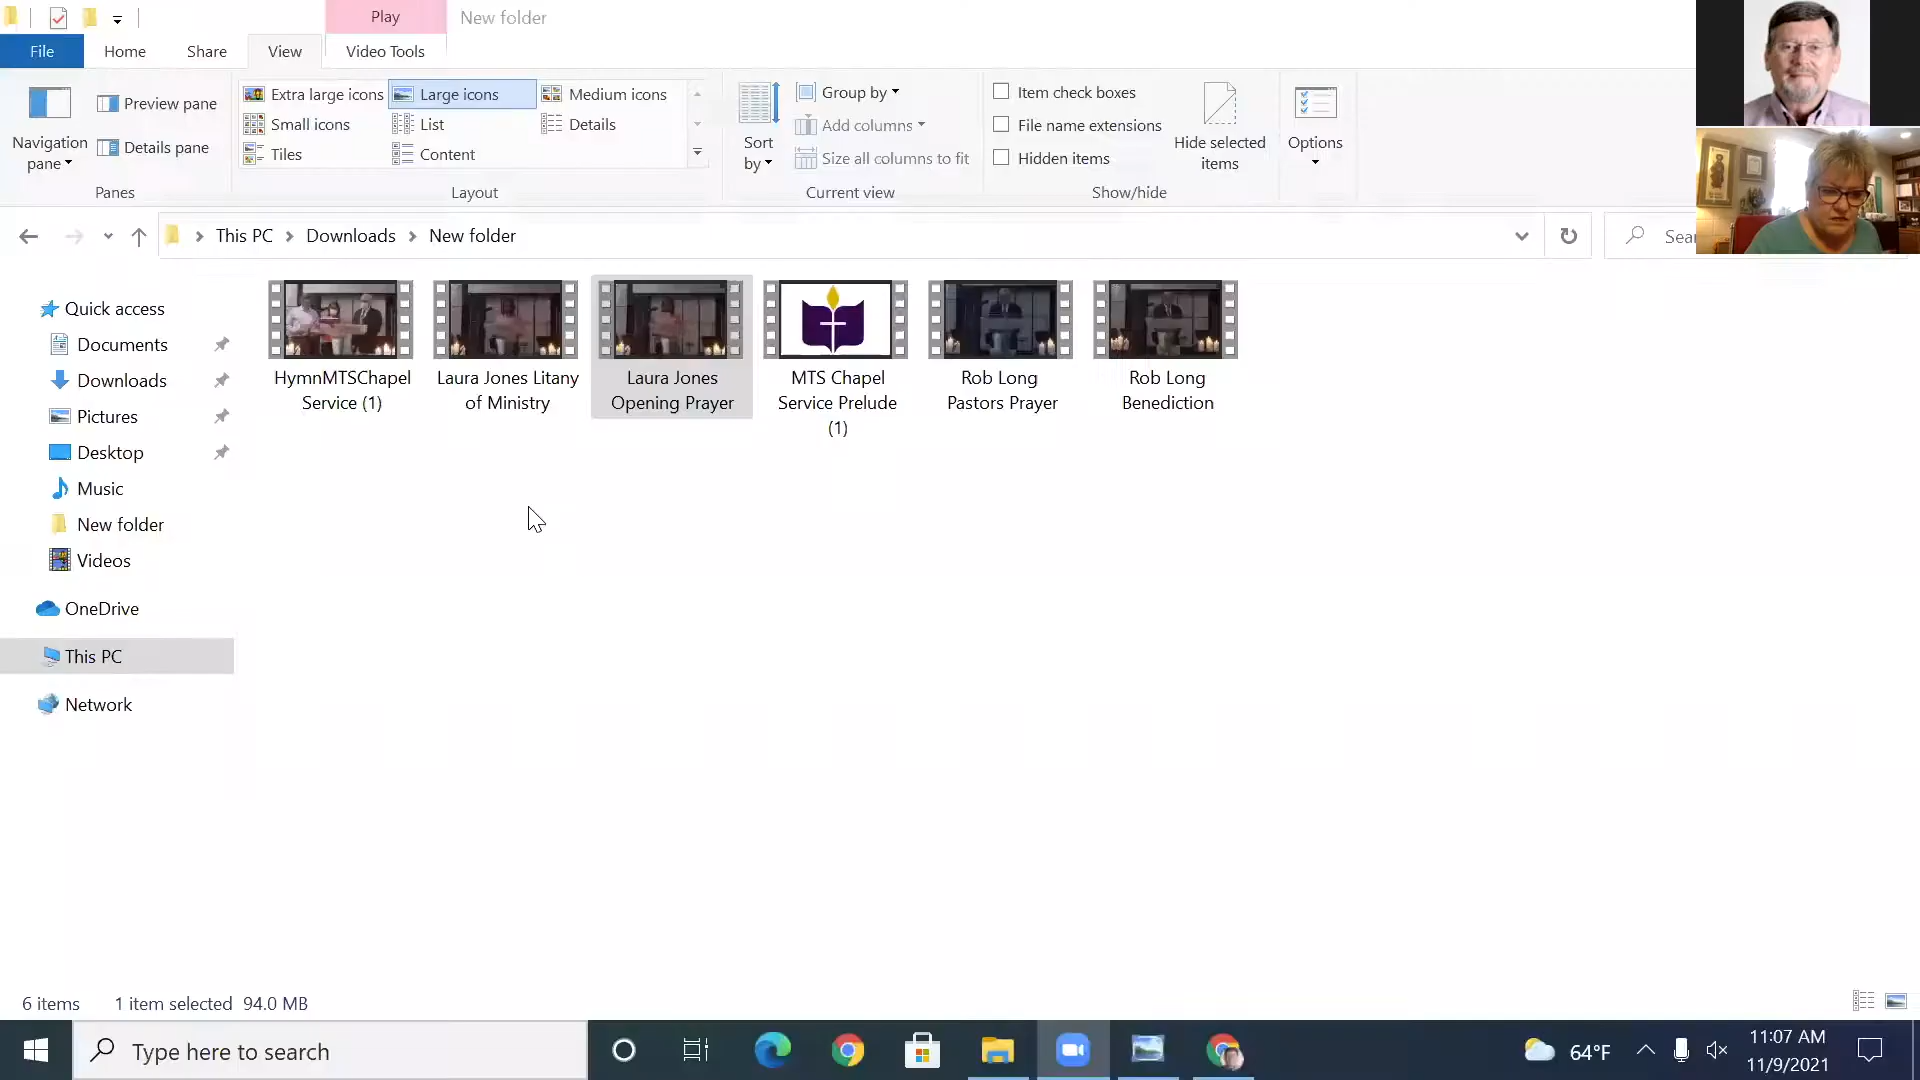 Play New folder
File Home Share View Video Tools
Navigation pane
Preview pane
Details pane
Panes
Extra large icons Large icons Medium icons
Small icons List Details
Tiles Content
Layout
Sort by
Group by
Add columns
Size all columns to fit
Current view
Item check boxes
File name extensions
Hidden items
Hide selected items
Show/hide
Options
This PC Downloads New folder
Sea
Quick access
Documents
Downloads
Pictures
Desktop
Music
New folder
Videos
OneDrive
This PC
Network
HymnMTSChapel
Service (1)
Laura Jones Litany
of Ministry
Laura Jones
Opening Prayer
MTS Chapel
Service Prelude
(1)
Rob Long
Pastors Prayer
Rob Long
Benediction
6 items 1 item selected 94.0 MB
Type here to search
64°F
11:07 AM
11/9/2021